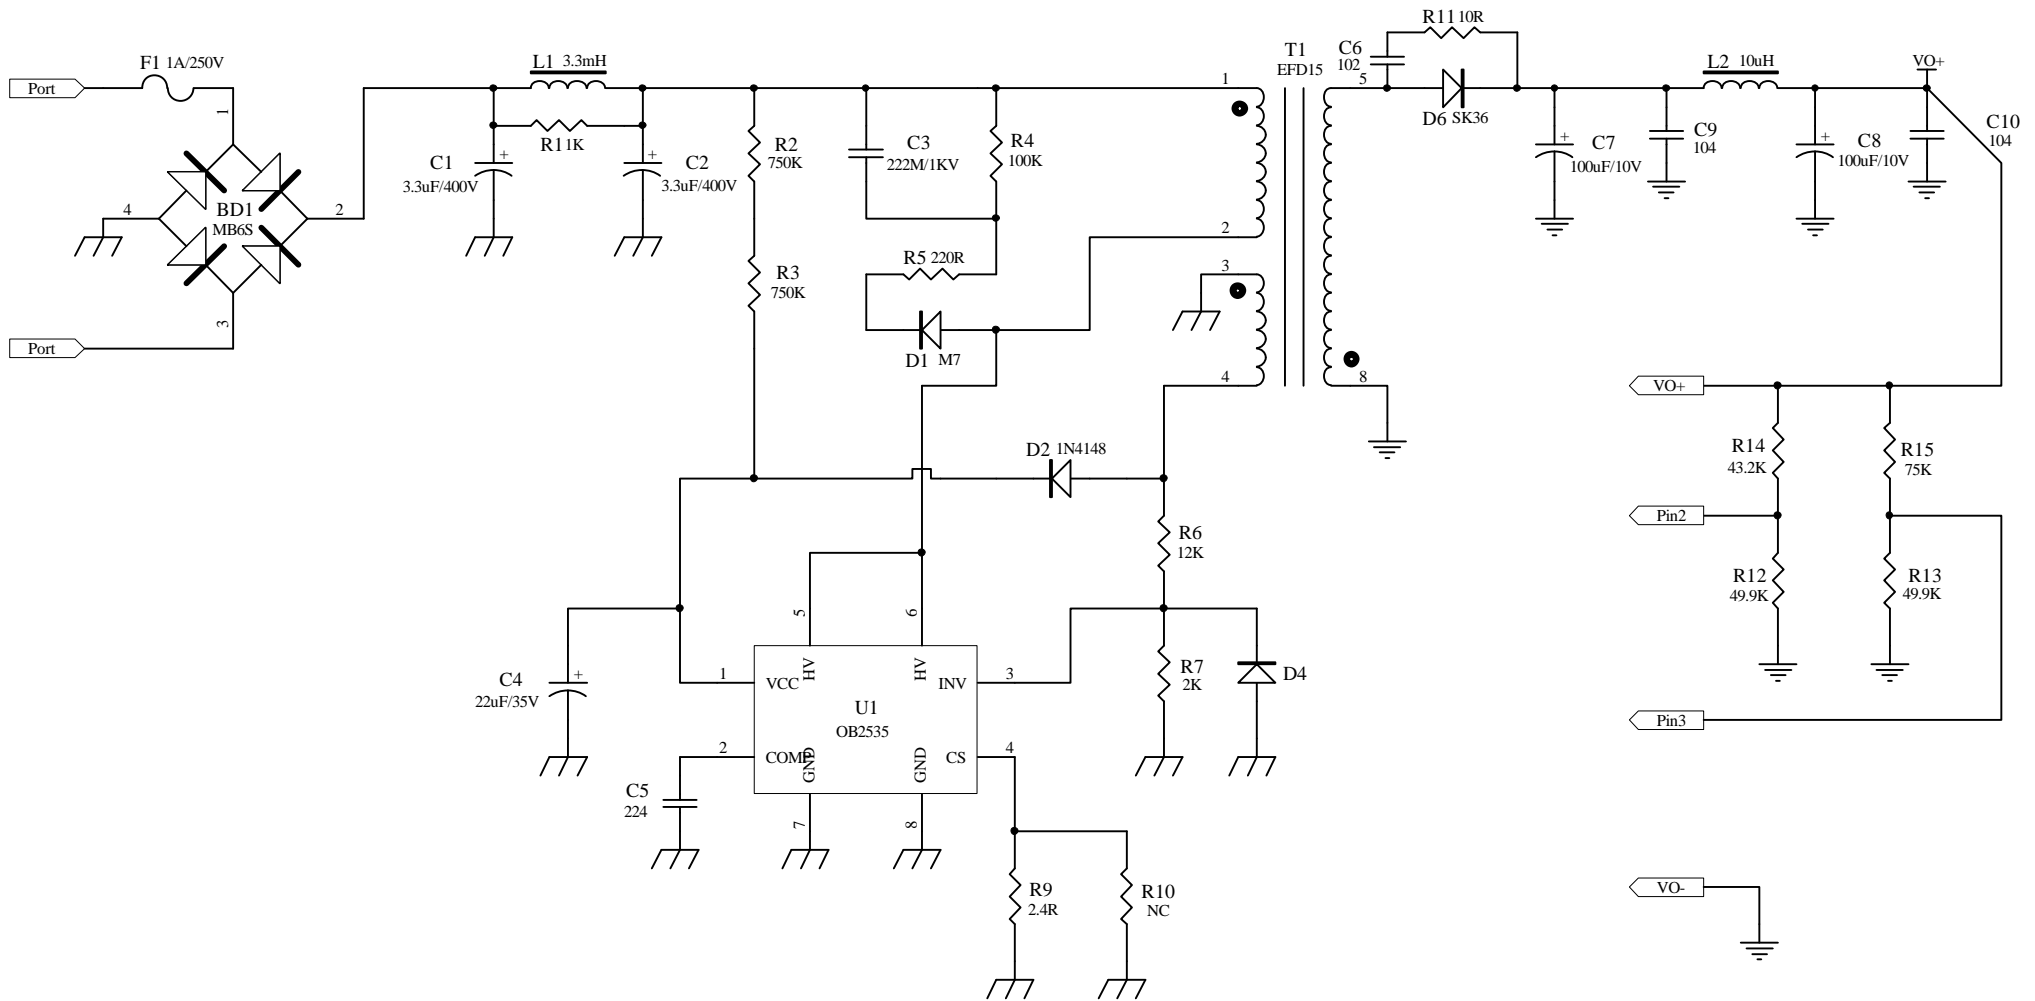 R11 10R
C6
102
T1
EFD15
F1 1A/250V
L1 3.3mH
L2 10uH
VO+
Port
1
5
D6 SK36
1
R1 1K
C1
3.3uF/400V
C2
3.3uF/400V
R2
750K
C3
222M/1KV
R4
100K
C7
100uF/10V
C9
104
C8
100uF/10V
C10
104
4
BD1
MB6S
2
2
3
R5 220R
R3
750K
3
Port
D1 M7
4
8
VO+
D2 1N4148
R14
43.2K
R15
75K
Pin2
R6
12K
R12
49.9K
R13
49.9K
5
6
HV
HV
C4
22uF/35V
1
VCC
INV
3
R7
2K
D4
U1
OB2535
Pin3
2
COMP
GND
GND
CS
4
C5
224
7
8
R9
2.4R
R10
NC
VO-
+
+
+
+
+